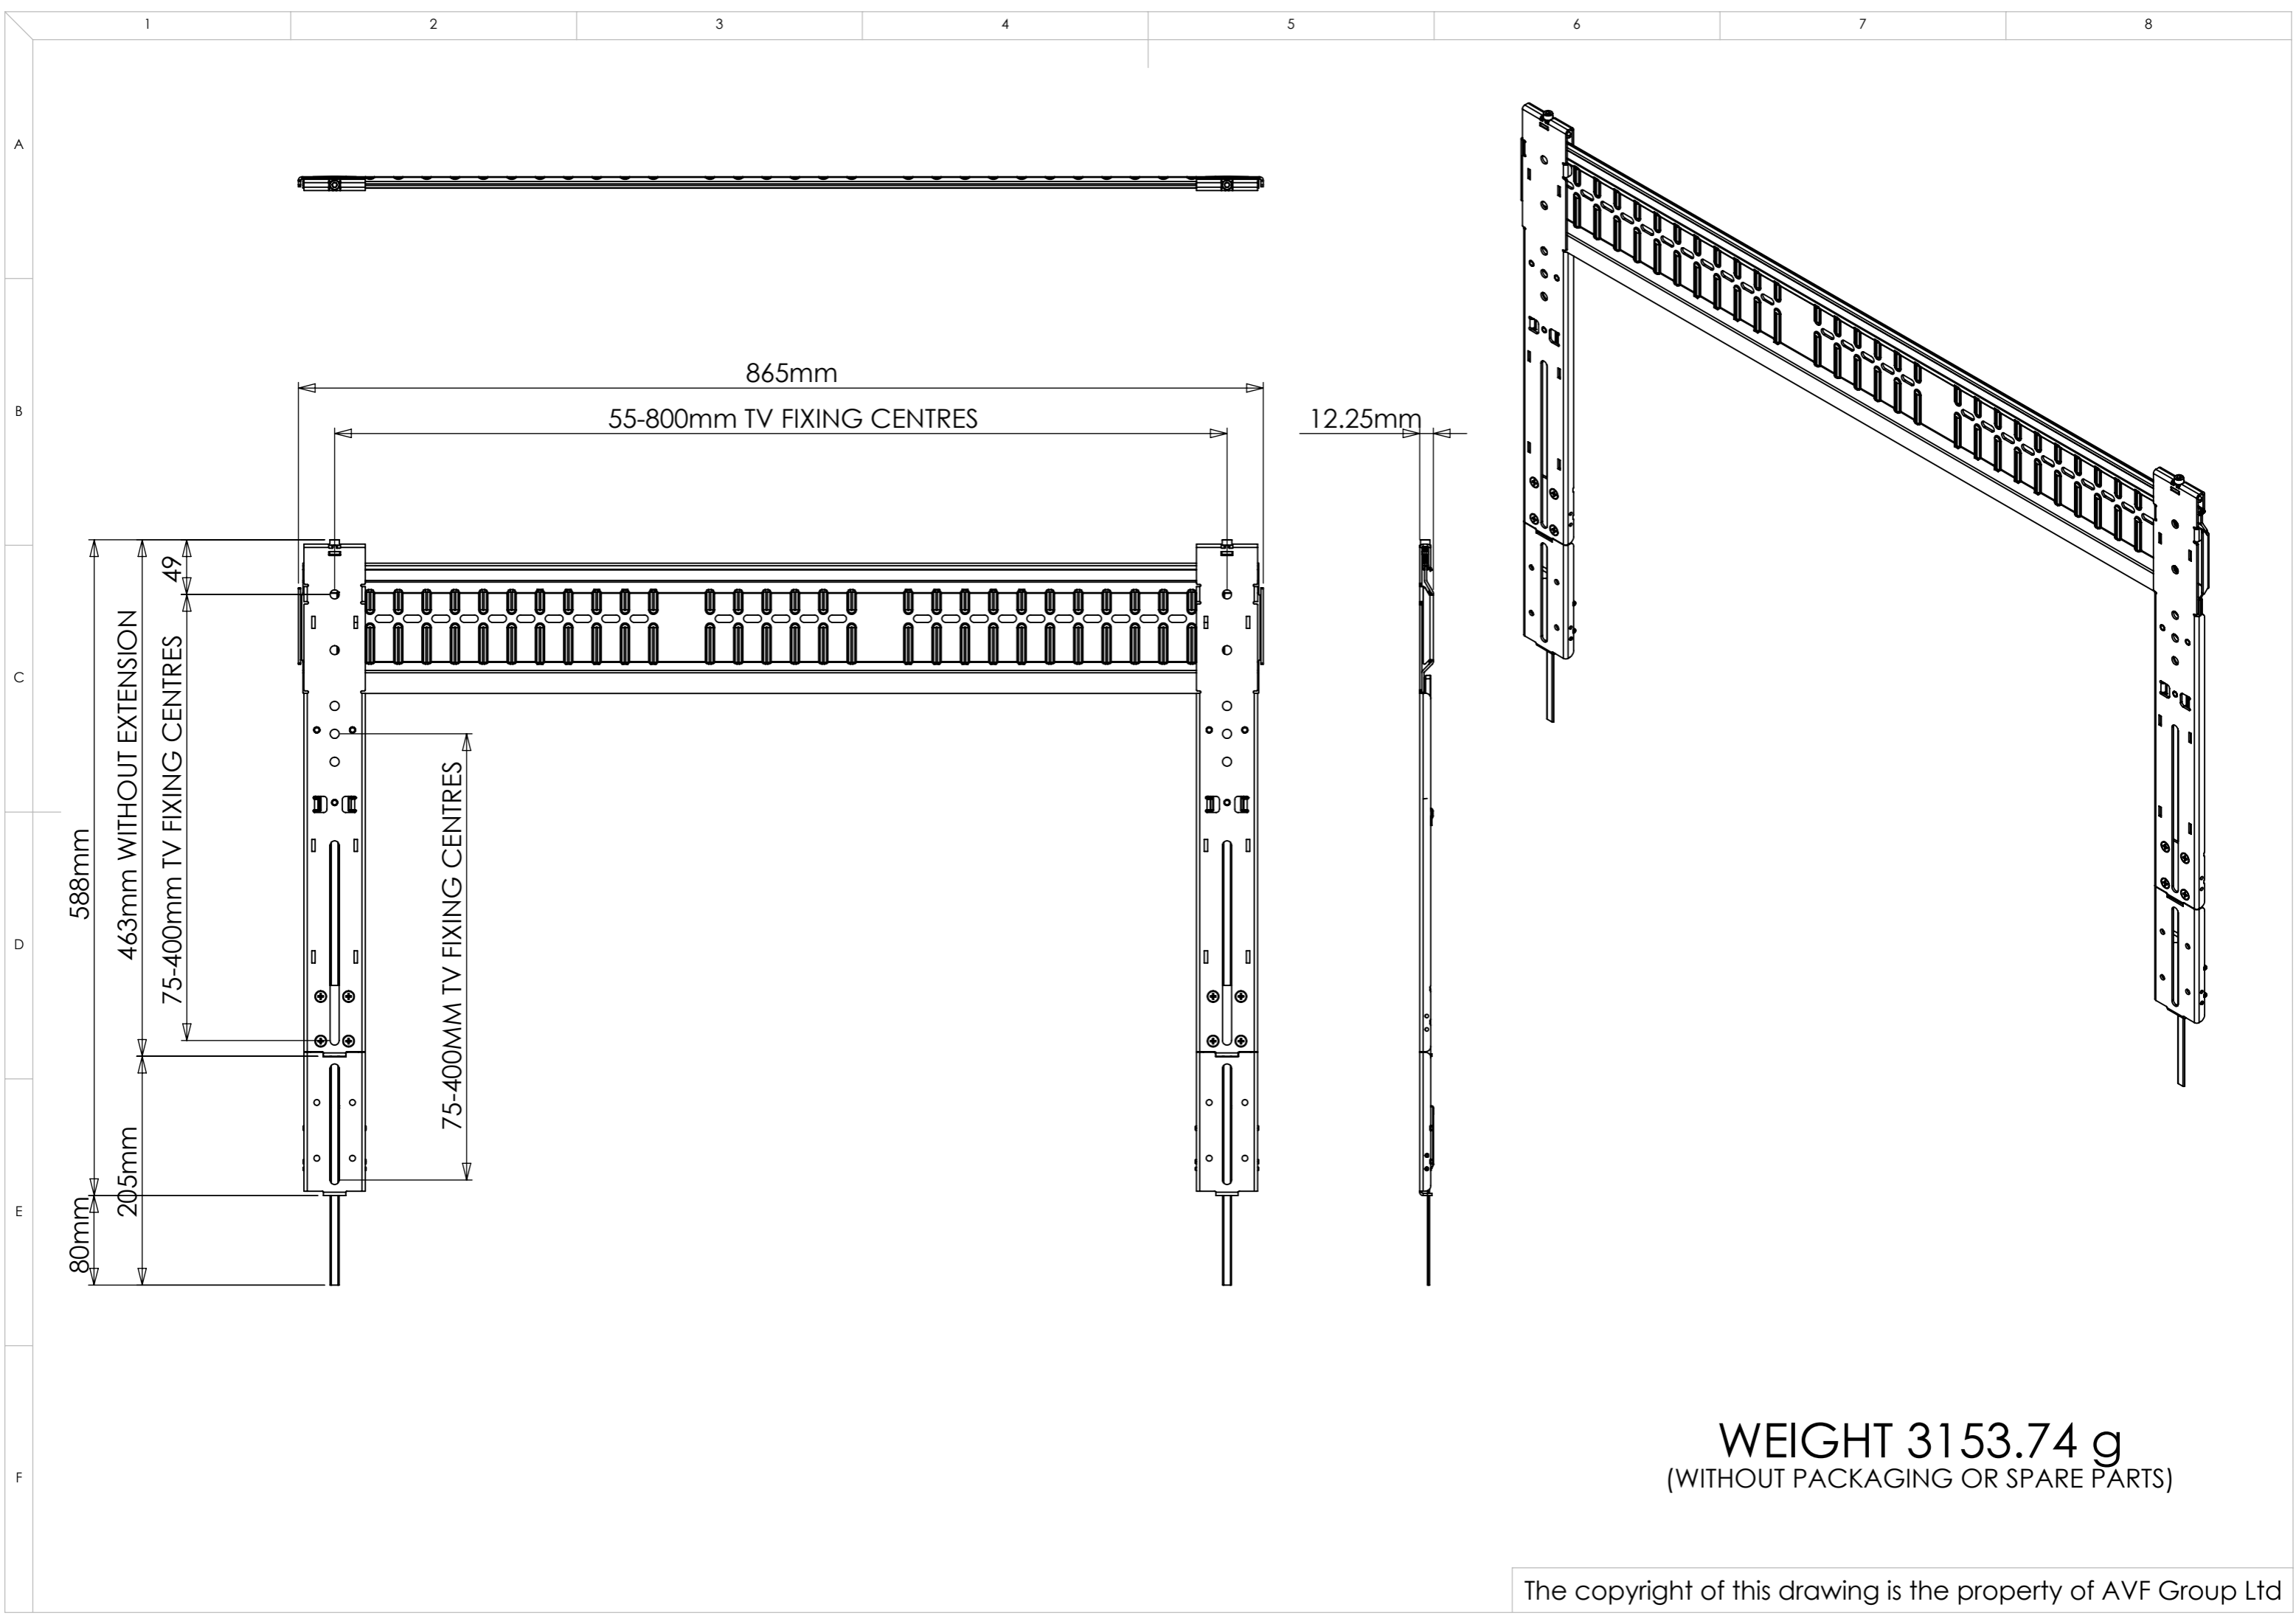 1 2 3 4 5 6 7 8
A
B
C
D
E
F
865mm
55-800mm TV FIXING CENTRES
12.25mm
49
588mm
463mm WITHOUT EXTENSION
75-400mm TV FIXING CENTRES
75-400MM TV FIXING CENTRES
205mm
80mm
WEIGHT 3153.74 g
(WITHOUT PACKAGING OR SPARE PARTS)
The copyright of this drawing is the property of AVF Group Ltd